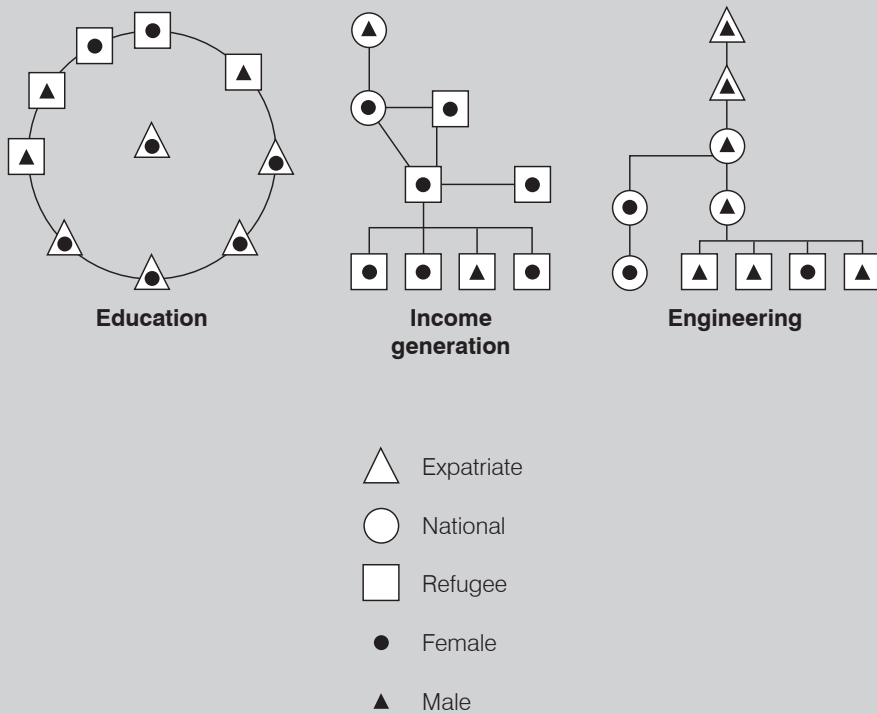 Education
Income
generation
Engineering
Expatriate
National
Refugee
Female
Male